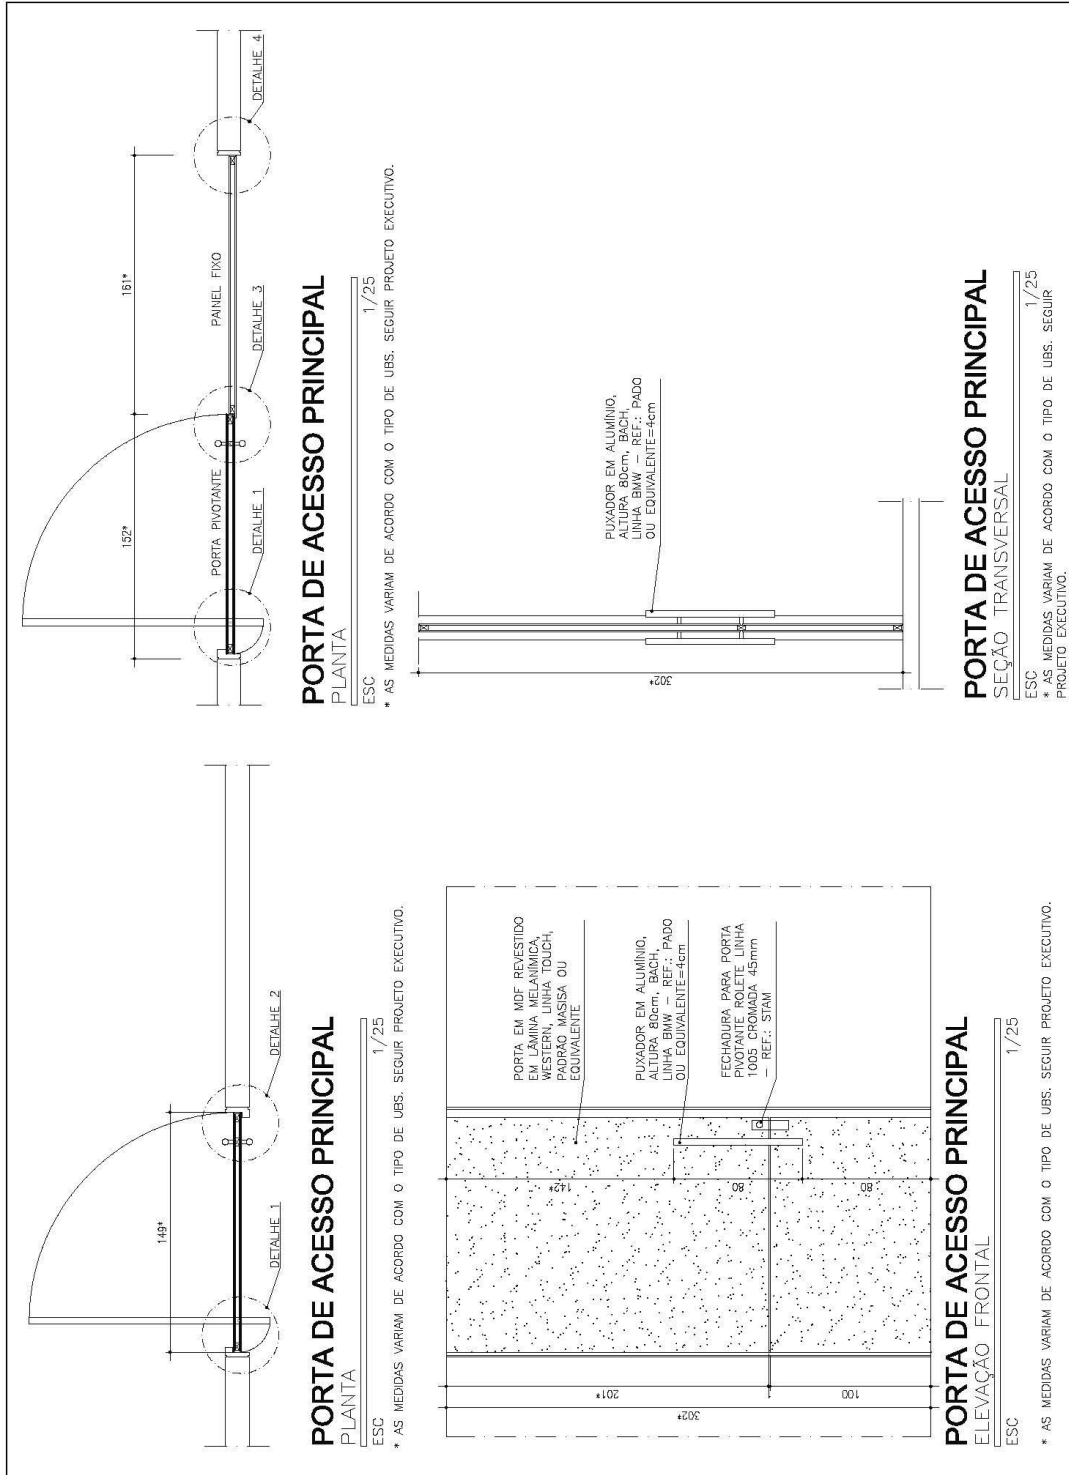 149*
DETALHE 1
DETALHE 2
PORTA DE ACESSO PRINCIPAL
PLANTA
ESC 1/25
* AS MEDIDAS VARIAM DE ACORDO COM O TIPO DE UBS. SEGUIR PROJETO EXECUTIVO.
152*
161*
PORTA PIVOTANTE
PAINEL FIXO
DETALHE 1
DETALHE 3
DETALHE 4
PORTA DE ACESSO PRINCIPAL
PLANTA
ESC 1/25
* AS MEDIDAS VARIAM DE ACORDO COM O TIPO DE UBS. SEGUIR PROJETO EXECUTIVO.
PORTA EM MDF REVESTIDO
EM LÂMINA MELANÍMICA,
WESTERN, LINHA TOUCH,
PADRÃO MASISA OU
EQUIVALENTE
PUXADOR EM ALUMÍNIO,
ALTURA 80cm, BACH,
LINHA BMW – REF.: PADO
OU EQUIVALENTE=4cm
FECHADURA PARA PORTA
PIVOTANTE ROLETE LINHA
1005 CROMADA 45mm
– REF.: STAM
142*
80
80
201*
1
100
302*
PORTA DE ACESSO PRINCIPAL
ELEVAÇÃO FRONTAL
ESC 1/25
* AS MEDIDAS VARIAM DE ACORDO COM O TIPO DE UBS. SEGUIR PROJETO EXECUTIVO.
PUXADOR EM ALUMÍNIO,
ALTURA 80cm, BACH,
LINHA BMW – REF.: PADO
OU EQUIVALENTE=4cm
302*
PORTA DE ACESSO PRINCIPAL
SEÇÃO TRANSVERSAL
ESC 1/25
* AS MEDIDAS VARIAM DE ACORDO COM O TIPO DE UBS. SEGUIR
PROJETO EXECUTIVO.